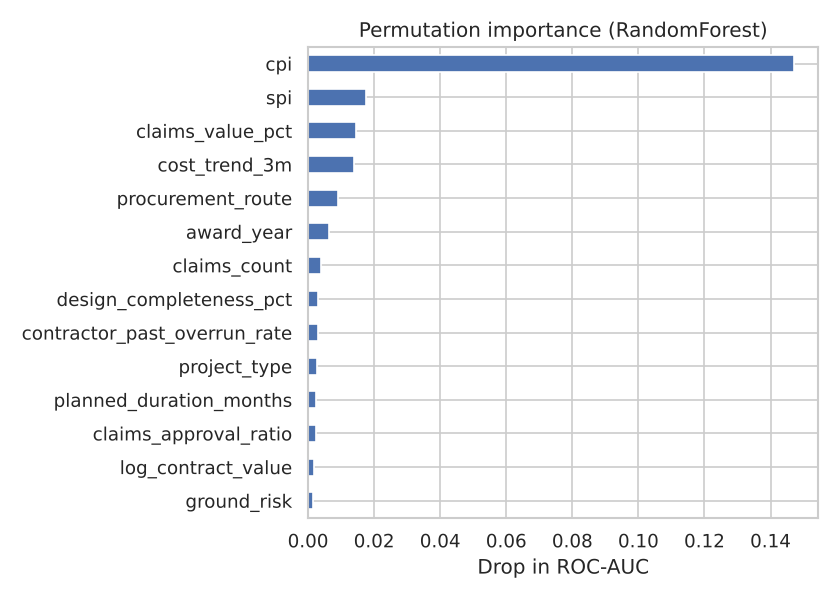 Permutation importance (RandomForest)
cpi
spi
claims_value_pct
cost_trend_3m
procurement_route
award_year
claims_count
design_completeness_pct
contractor_past_overrun_rate
project_type
planned_duration_months
claims_approval_ratio
log_contract_value
ground_risk
0.00 0.02 0.04 0.06 0.08 0.10 0.12 0.14
Drop in ROC-AUC